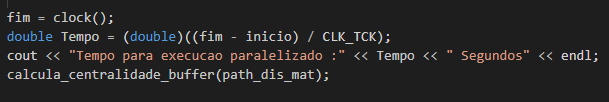 fim = clock();
double Tempo = (double)((fim - inicio) / CLK_TCK);
cout << "Tempo para execucao paralelizado :" << Tempo << " Segundos" << endl;
calcula_centralidade_buffer(path_dis_mat);